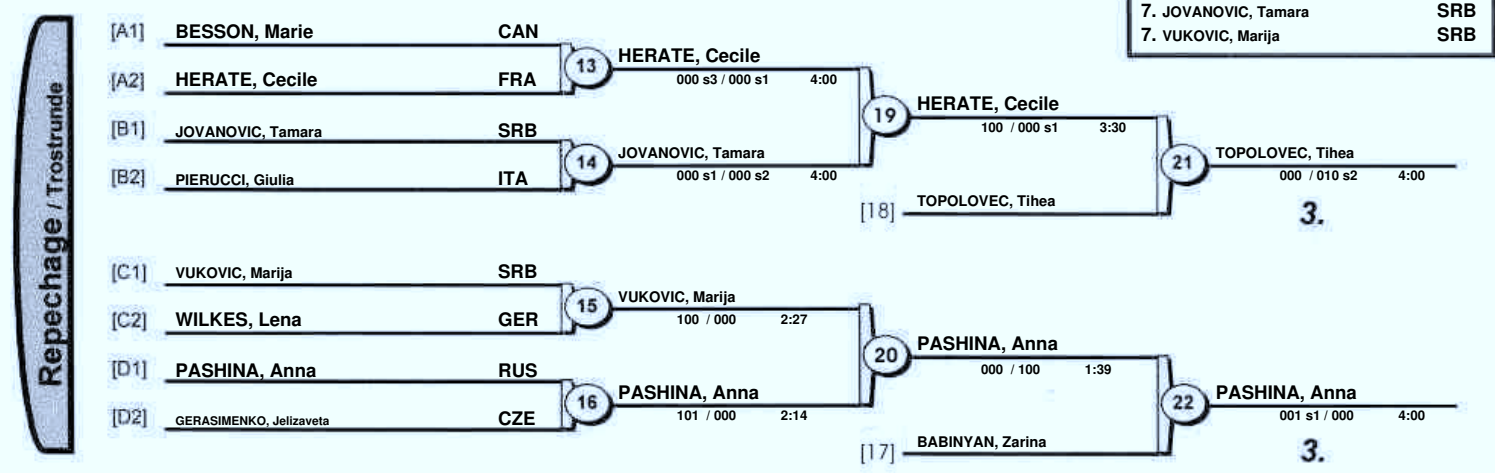 7. JOVANOVIC, Tamara SRB
7. VUKOVIC, Marija SRB
Repechage / Trostrunde
[A1] BESSON, Marie CAN
[A2] HERATE, Cecile FRA
13 HERATE, Cecile
000 s3 / 000 s1 4:00
[B1] JOVANOVIC, Tamara SRB
[B2] PIERUCCI, Giulia ITA
14 JOVANOVIC, Tamara
000 s1 / 000 s2 4:00
19 HERATE, Cecile
100 / 000 s1 3:30
[18] TOPOLOVEC, Tihea
21 TOPOLOVEC, Tihea
000 / 010 s2 4:00
3.
[C1] VUKOVIC, Marija SRB
[C2] WILKES, Lena GER
15 VUKOVIC, Marija
100 / 000 2:27
[D1] PASHINA, Anna RUS
[D2] GERASIMENKO, Jelizaveta CZE
16 PASHINA, Anna
101 / 000 2:14
20 PASHINA, Anna
000 / 100 1:39
[17] BABINYAN, Zarina
22 PASHINA, Anna
001 s1 / 000 4:00
3.